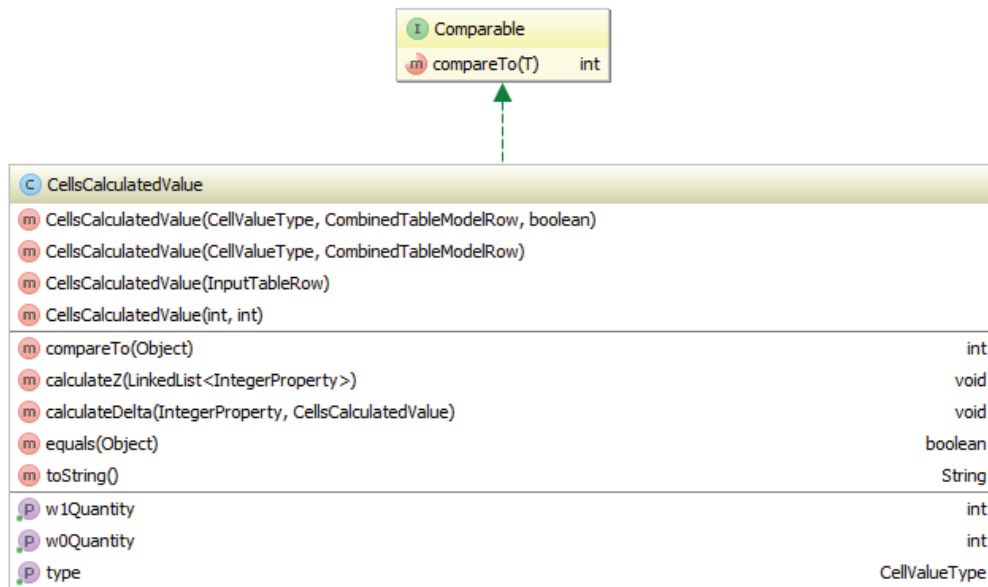 I Comparable
m compareTo(T) int
C CellsCalculatedValue
m CellsCalculatedValue(CellValueType, CombinedTableModelRow, boolean)
m CellsCalculatedValue(CellValueType, CombinedTableModelRow)
m CellsCalculatedValue(InputTableRow)
m CellsCalculatedValue(int, int)
m compareTo(Object) int
m calculateZ(LinkedList<IntegerProperty>) void
m calculateDelta(IntegerProperty, CellsCalculatedValue) void
m equals(Object) boolean
m toString() String
p w1Quantity int
p w0Quantity int
p type CellValueType